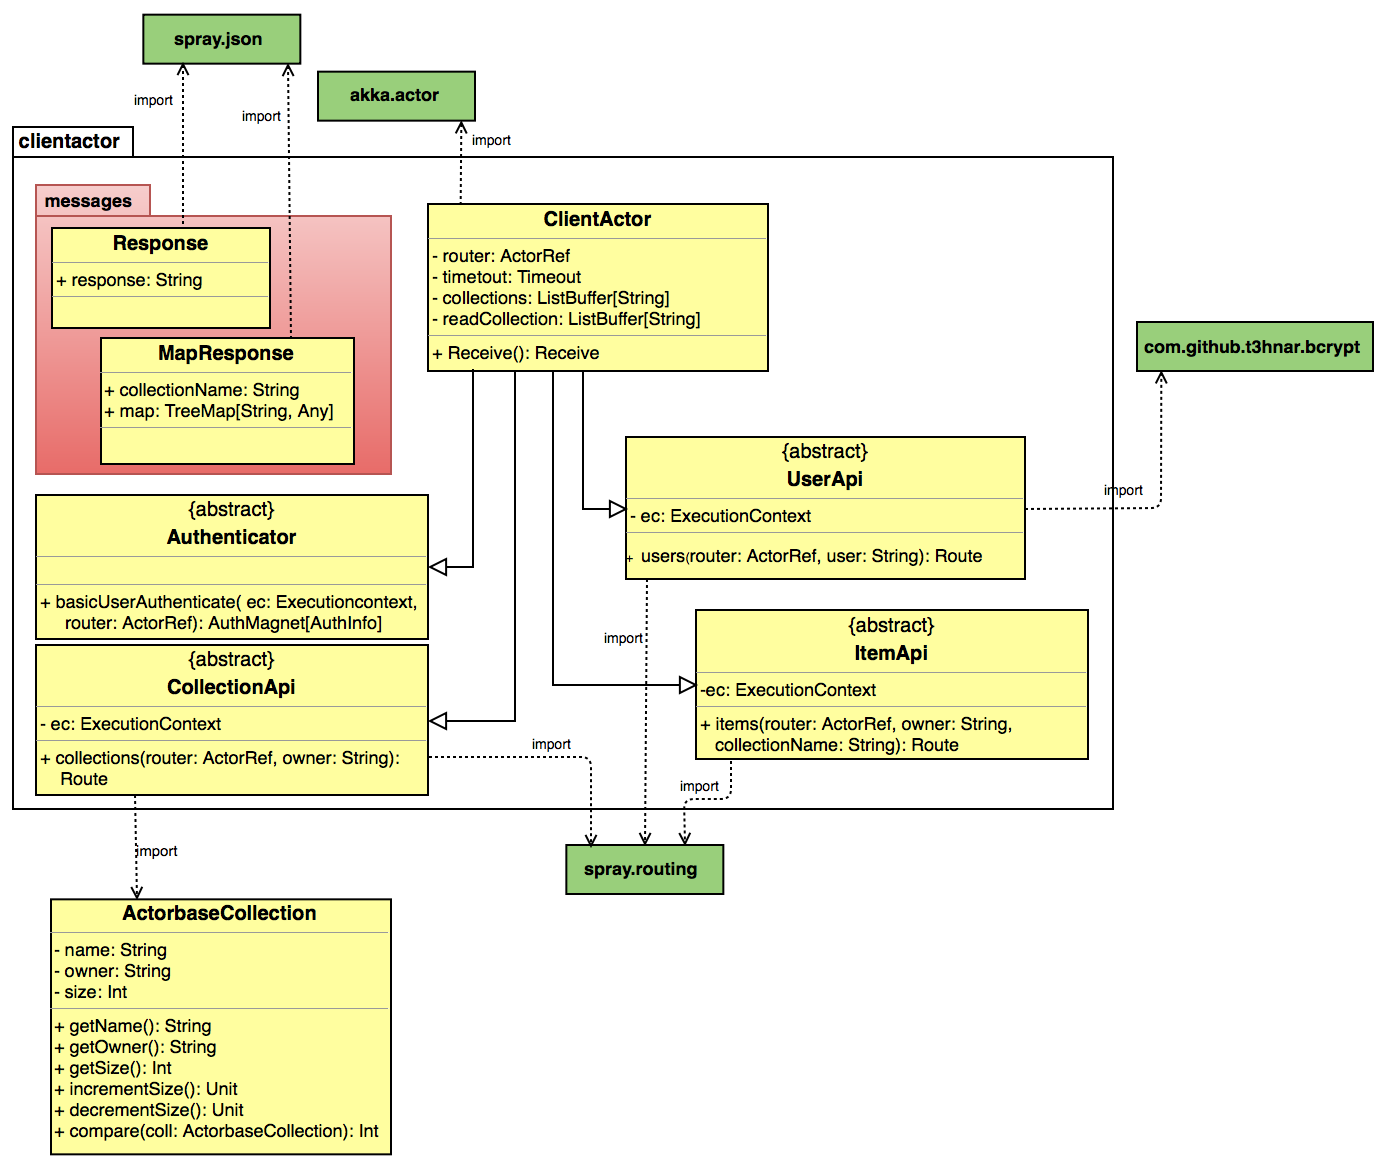 spray.json
import
import
akka.actor
import
clientactor
messages
Response
+ response: String
MapResponse
+ collectionName: String
+ map: TreeMap[String, Any]
ClientActor
- router: ActorRef
- timetout: Timeout
- collections: ListBuffer[String]
- readCollection: ListBuffer[String]
+ Receive(): Receive
com.github.t3hnar.bcrypt
import
{abstract}
UserApi
- ec: ExecutionContext
+ users(router: ActorRef, user: String): Route
{abstract}
Authenticator
+ basicUserAuthenticate( ec: Executioncontext,
router: ActorRef): AuthMagnet[AuthInfo]
import
{abstract}
ItemApi
-ec: ExecutionContext
+ items(router: ActorRef, owner: String,
collectionName: String): Route
{abstract}
CollectionApi
- ec: ExecutionContext
+ collections(router: ActorRef, owner: String):
Route
import
import
import
spray.routing
ActorbaseCollection
- name: String
- owner: String
- size: Int
+ getName(): String
+ getOwner(): String
+ getSize(): Int
+ incrementSize(): Unit
+ decrementSize(): Unit
+ compare(coll: ActorbaseCollection): Int